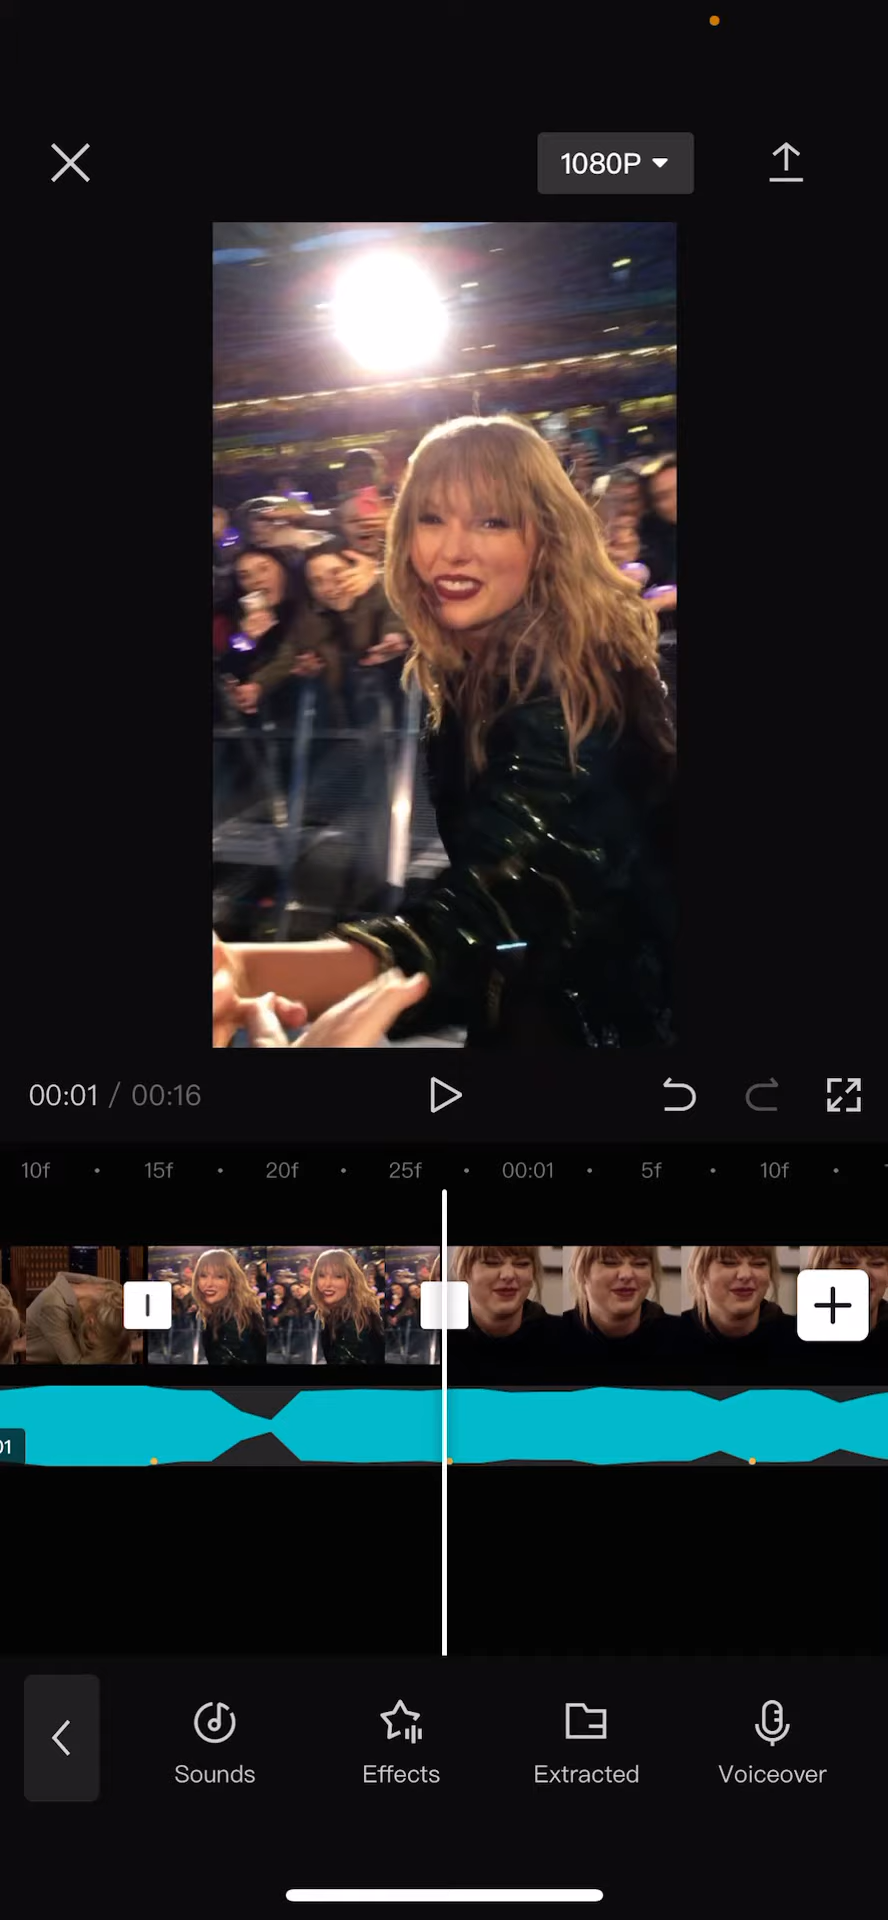 1080P
00:01 / 00:16
10f 15f 20f 25f 00:01 5f 10f
01
Sounds Effects Extracted Voiceover